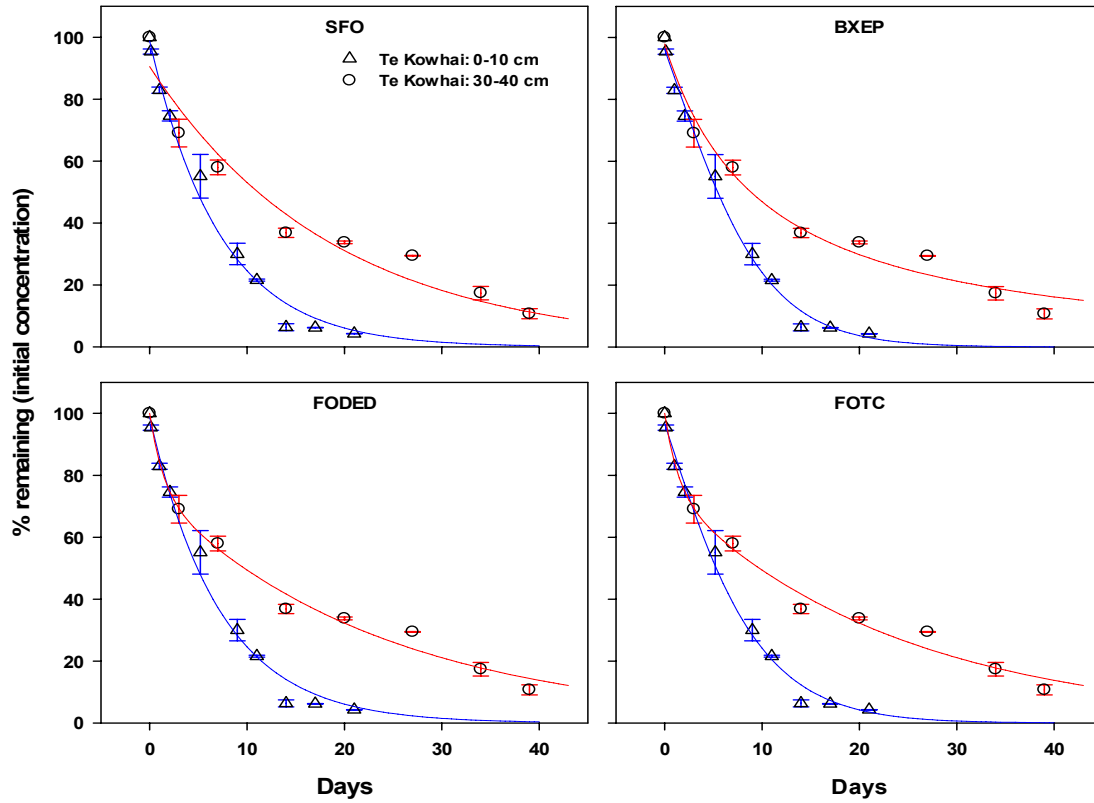 SFO
Te Kowhai: 0-10 cm
Te Kowhai: 30-40 cm
100
80
60
40
20
0
BXEP
% remaining (initial concentration)
FODED
100
80
60
40
20
0
0 20 40
Days
FOTC
0 10 20 30 40
Days